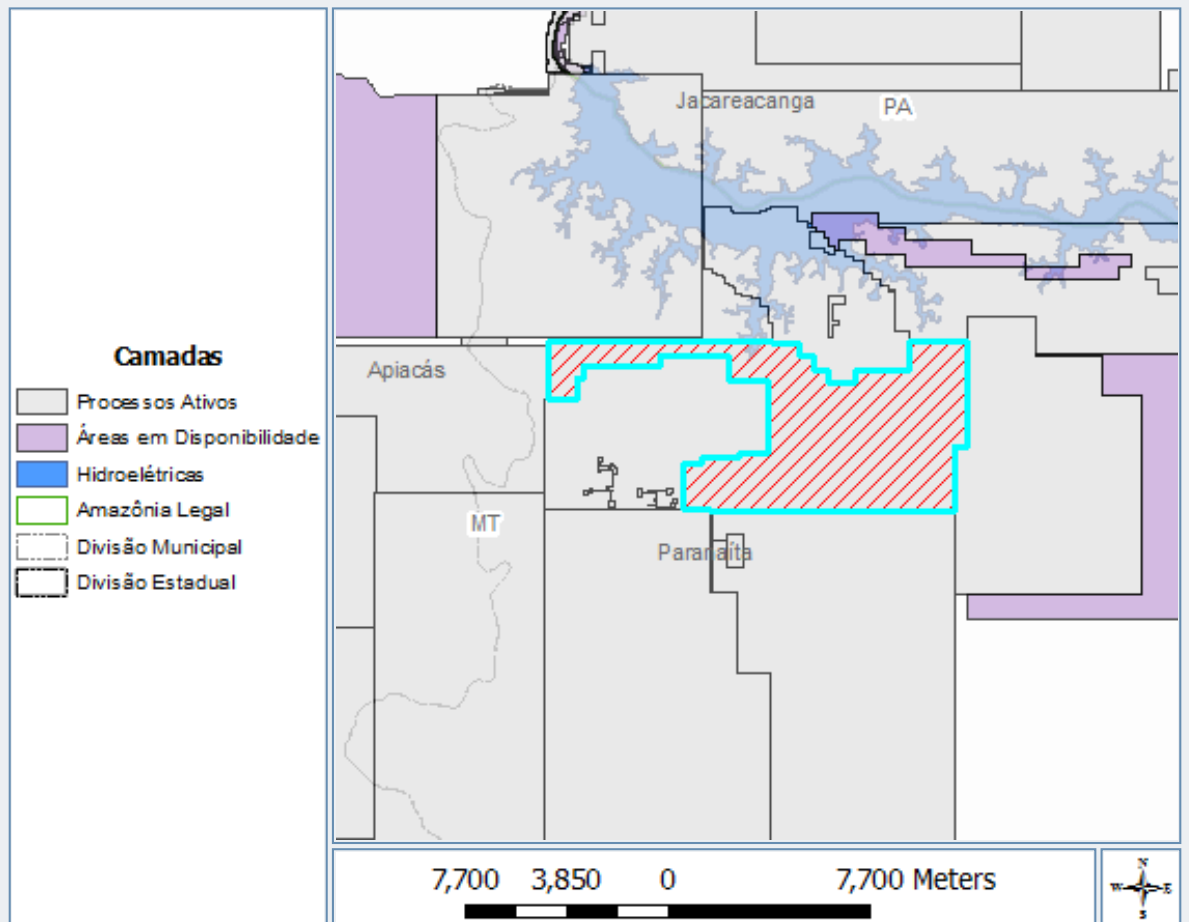 Camadas
Processos Ativos
Áreas em Disponibilidade
Hidroelétricas
Amazônia Legal
Divisão Municipal
Divisão Estadual
Jacareacanga
PA
Apiacás
MT
Paranaíta
7,700 3,850 0 7,700 Meters
N
W E
S